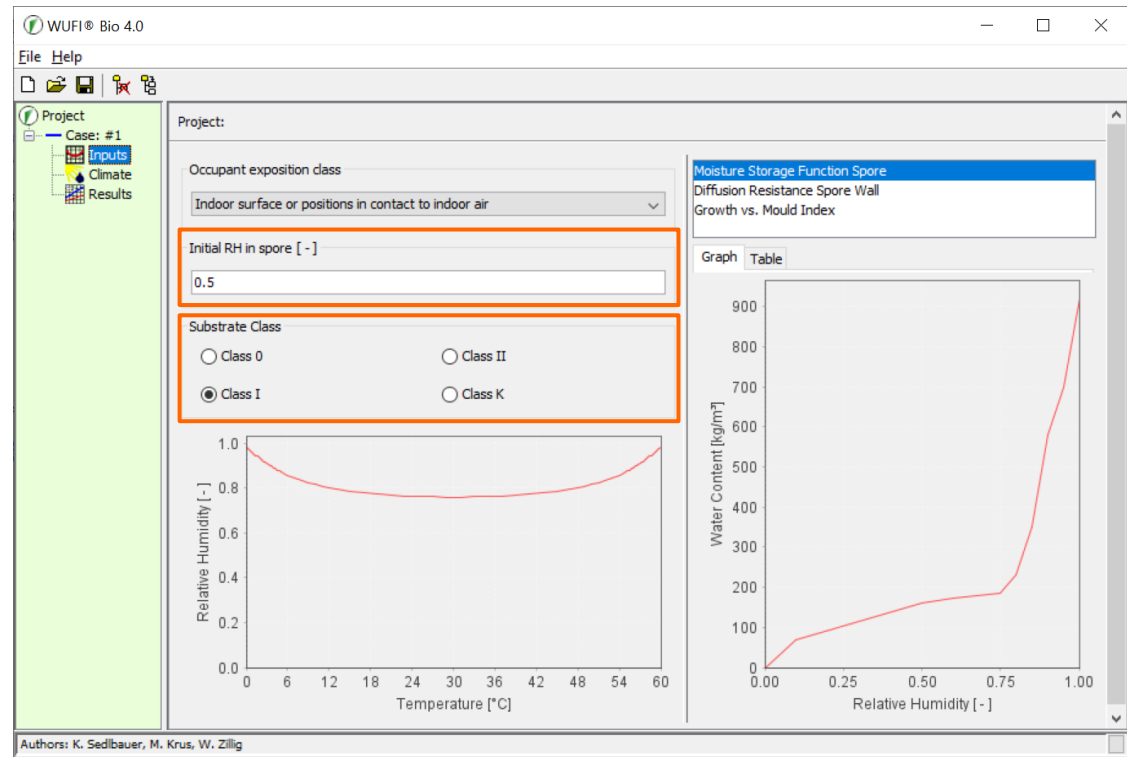 WUFI® Bio 4.0
File Help
Project
Case: #1
Inputs
Climate
Results
Project:
Occupant exposition class
Indoor surface or positions in contact to indoor air
Initial RH in spore [ - ]
0.5
Substrate Class
Class 0
Class II
Class I
Class K
1.0
0.8
0.6
0.4
0.2
0.0
Relative Humidity [ - ]
0 6 12 18 24 30 36 42 48 54 60
Temperature [°C]
Moisture Storage Function Spore
Diffusion Resistance Spore Wall
Growth vs. Mould Index
Graph Table
900
800
700
600
500
400
300
200
100
0
Water Content [kg/m³]
0.00 0.25 0.50 0.75 1.00
Relative Humidity [ - ]
Authors: K. Sedlbauer, M. Krus, W. Zillig